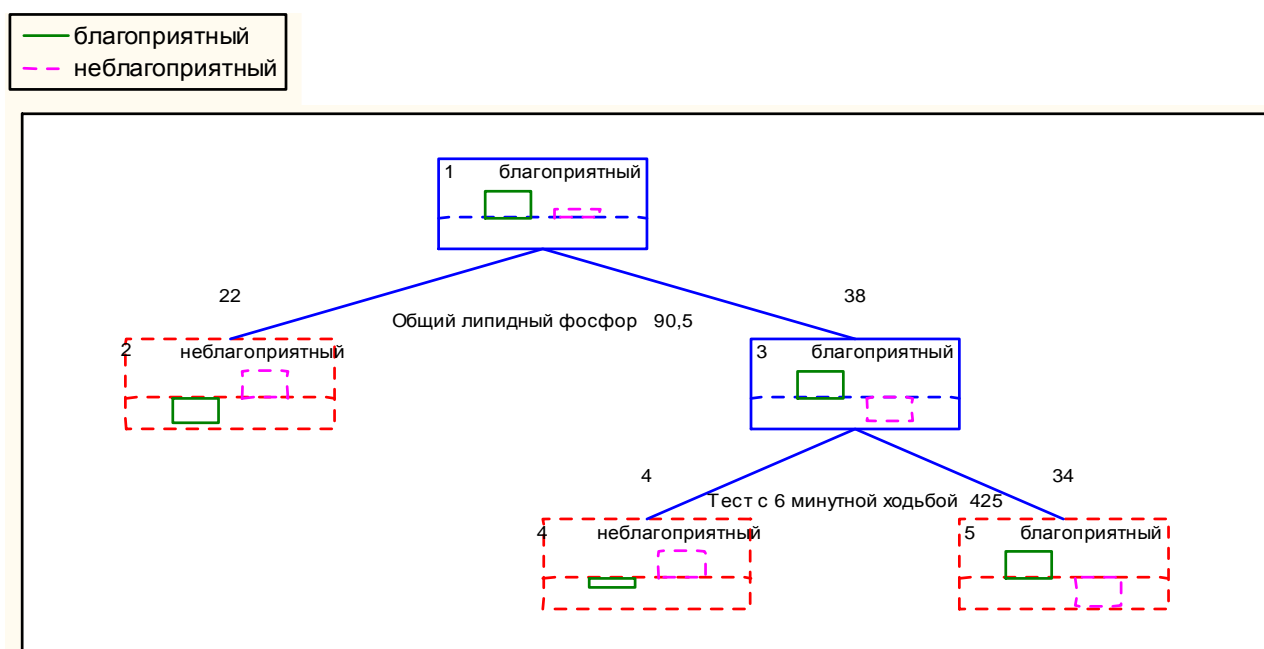 благоприятный
неблагоприятный
1 благоприятный
22
38
Общий липидный фосфор 90,5
2 неблагоприятный
3 благоприятный
4
34
Тест с 6 минутной ходьбой 425
4 неблагоприятный
5 благоприятный